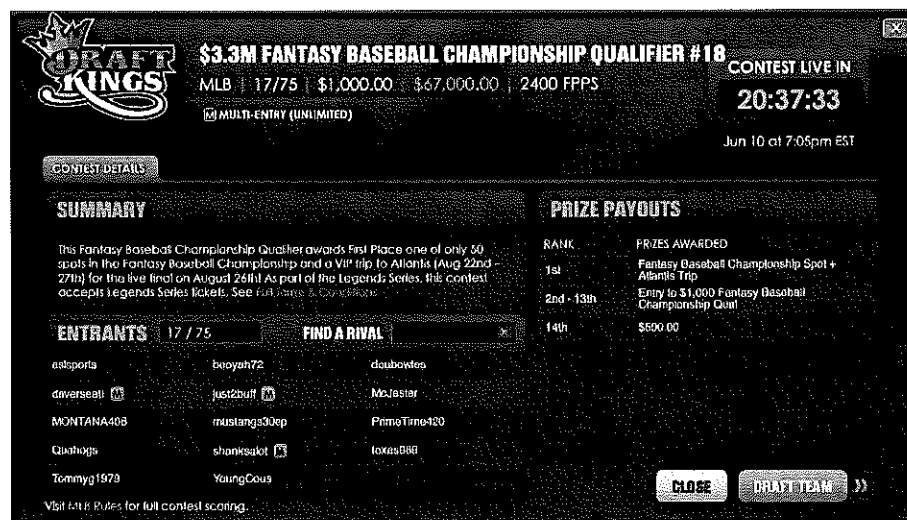 DRAFT
KINGS
$3.3M FANTASY BASEBALL CHAMPIONSHIP QUALIFIER #18
MLB | 17/75 | $1,000.00 | $67,000.00 | 2400 FPPS
M MULTI-ENTRY (UNLIMITED)
CONTEST LIVE IN
20:37:33
Jun 10 at 7:05pm EST
CONTEST DETAILS
SUMMARY
This Fantasy Baseball Championship Qualifier awards First Place one of only 50
spots in the Fantasy Baseball Championship and a VIP trip to Atlantis (Aug 22nd -
27th) for the live final on August 26th! As part of the Legends Series, this contest
accepts Legends Series tickets. See Full Terms & Conditions
ENTRANTS 17 / 75 FIND A RIVAL
aslsports booyah72
daverseall M just2buff M McJester
MONTANA406 mustangs30ep PrimeTime420
Quahogs shanksalot M
Tommyg1979 YoungGous
Visit MLB Rules for full contest scoring.
PRIZE PAYOUTS
RANK PRIZES AWARDED
1st Fantasy Baseball Championship Spot +
Atlantis Trip
2nd - 13th Entry to $1,000 Fantasy Baseball
Championship Qual
14th $500.00
CLOSE DRAFT TEAM